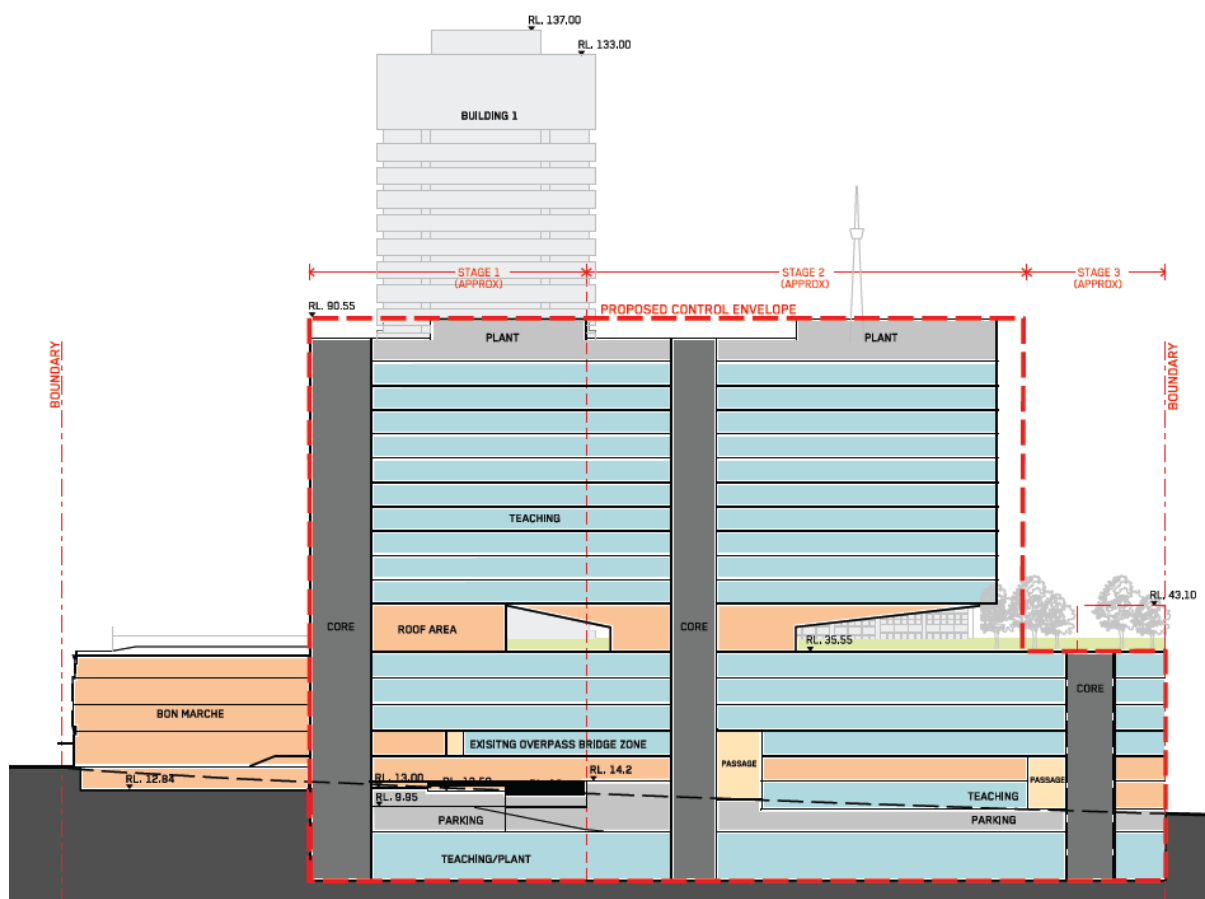 RL. 137.00
RL. 133.00
BUILDING 1
STAGE 1
(APPROX)
STAGE 2
(APPROX)
STAGE 3
(APPROX)
RL. 90.55
PROPOSED CONTROL ENVELOPE
PLANT
PLANT
BOUNDARY
BOUNDARY
TEACHING
RL. 43.10
CORE
ROOF AREA
CORE
RL. 35.55
CORE
BON MARCHE
EXISITNG OVERPASS BRIDGE ZONE
PASSAGE
PASSAGE
RL. 12.84
RL. 13.00
RL. 14.2
RL. 9.95
TEACHING
PARKING
PARKING
TEACHING/PLANT